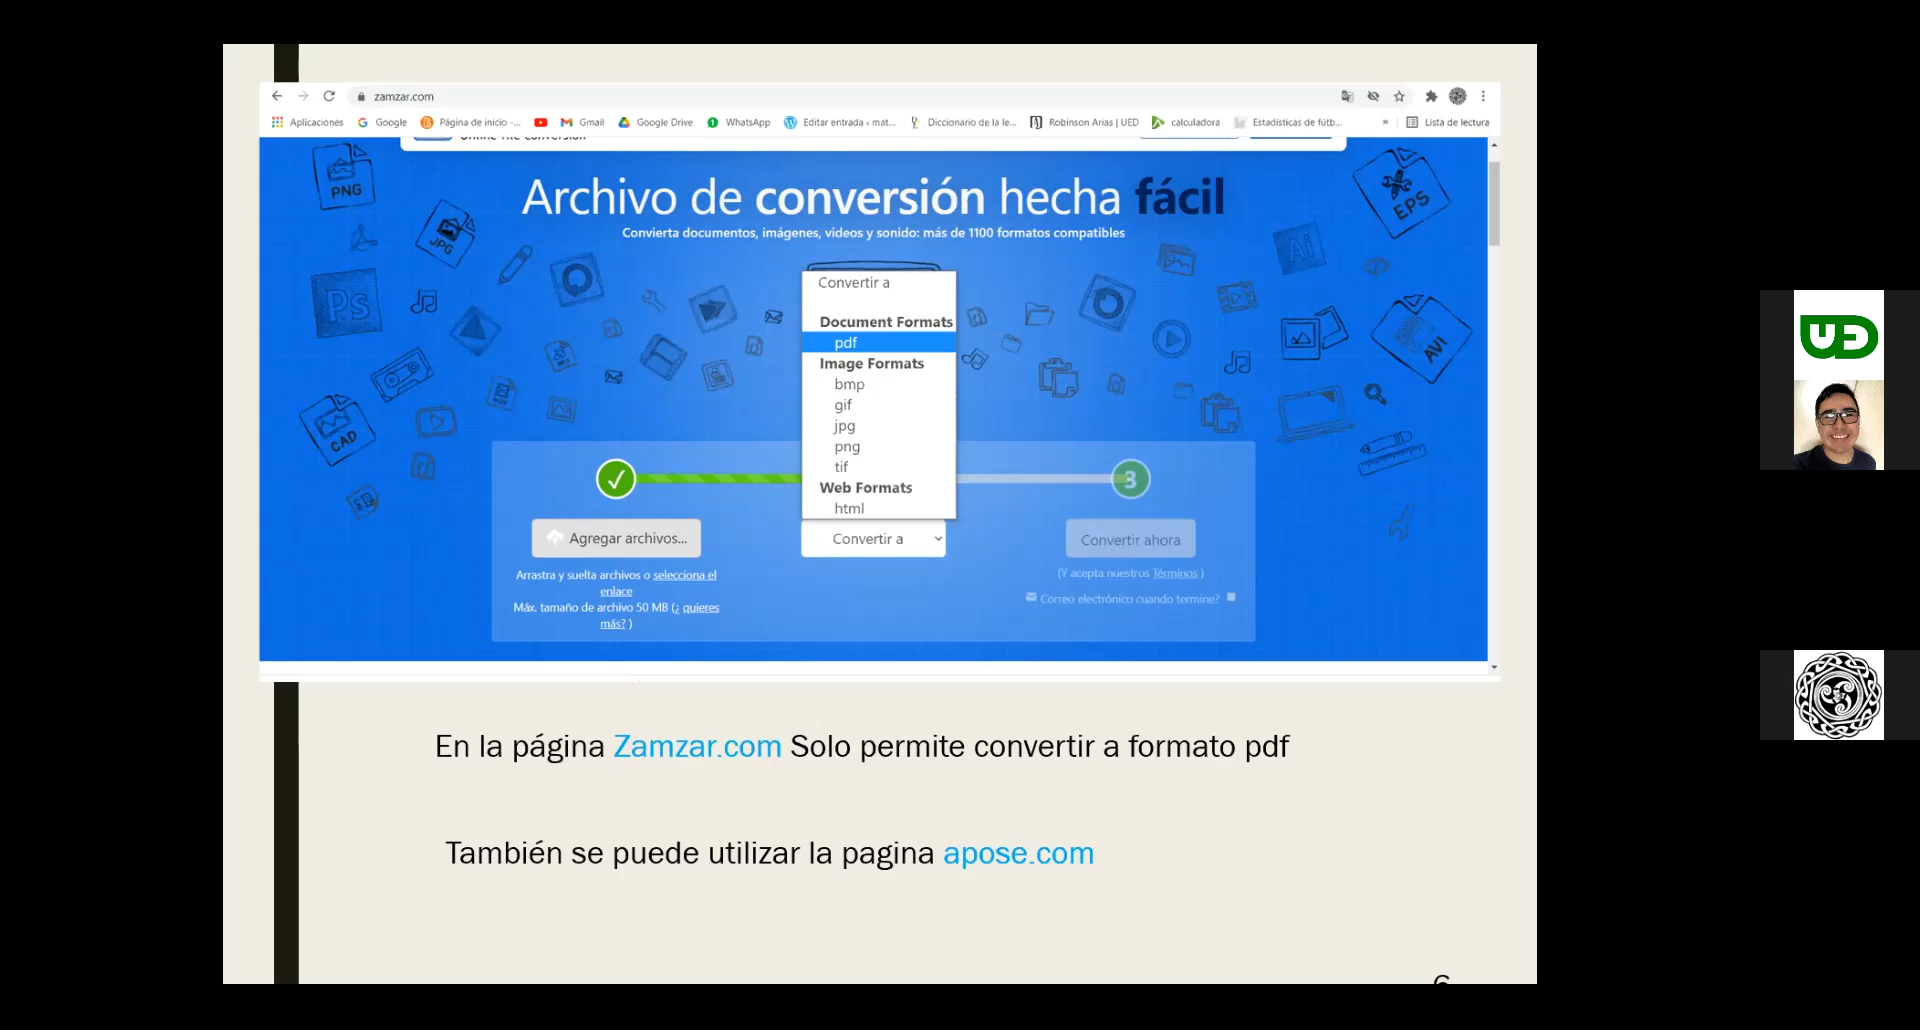 zamzar.com
Aplicaciones Google Página de inicio -... Gmail Google Drive WhatsApp Editar entrada ‹ mat... Diccionario de la le... Robinson Arias | UED calculadora Estadísticas de fútb... » Lista de lectura
Archivo de conversión hecha fácil
Convierta documentos, imágenes, videos y sonido: más de 1100 formatos compatibles
PNG
JPG
EPS
Ps
Ai
AVI
CAD
Convertir a
Document Formats
pdf
Image Formats
bmp
gif
jpg
png
tif
Web Formats
html
3
Agregar archivos...
Convertir a
Convertir ahora
Arrastra y suelta archivos o selecciona el
enlace
Máx. tamaño de archivo 50 MB (¿ quieres
más? )
(Y acepta nuestros Términos )
Correo electrónico cuando termine?
En la página Zamzar.com Solo permite convertir a formato pdf
También se puede utilizar la pagina apose.com
UED